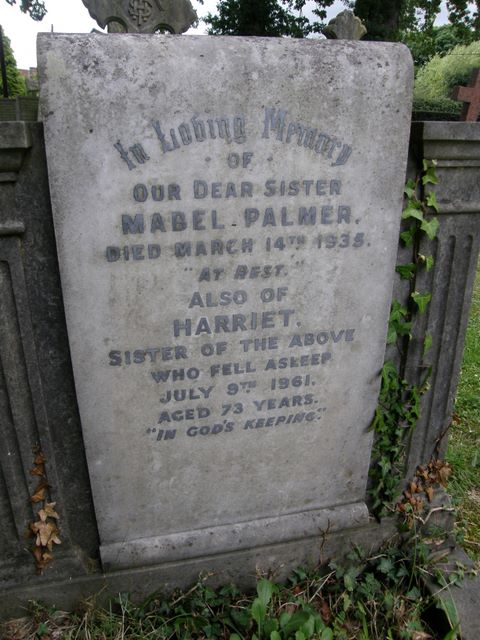 In Loving Memory
OF
OUR DEAR SISTER
MABEL PALMER.
DIED MARCH 14TH 1935.
"AT REST."
ALSO OF
HARRIET.
SISTER OF THE ABOVE
WHO FELL ASLEEP
JULY 9TH 1961.
AGED 73 YEARS.
"IN GOD'S KEEPING."